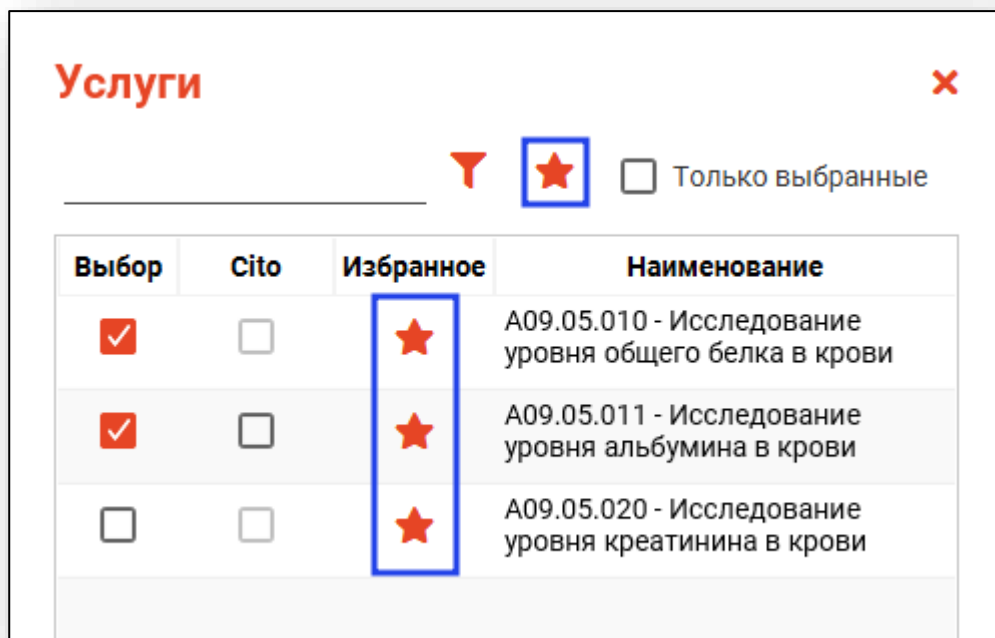 Услуги
Только выбранные
Выбор Cito Избранное Наименование
A09.05.010 - Исследование
уровня общего белка в крови
A09.05.011 - Исследование
уровня альбумина в крови
A09.05.020 - Исследование
уровня креатинина в крови